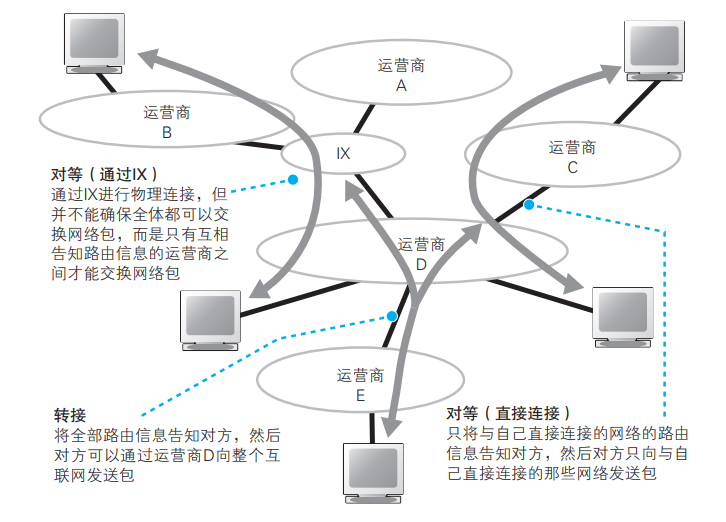 运营商
A
运营商
B
IX
运营商
C
对等（通过IX）
通过IX进行物理连接，但
并不能确保全体都可以交
换网络包，而是只有互相
告知路由信息的运营商之
间才能交换网络包
运营商
D
运营商
E
转接
将全部路由信息告知对方，然后
对方可以通过运营商D向整个互
联网发送包
对等（直接连接）
只将与自己直接连接的网络的路由
信息告知对方，然后对方只向与自
己直接连接的那些网络发送包